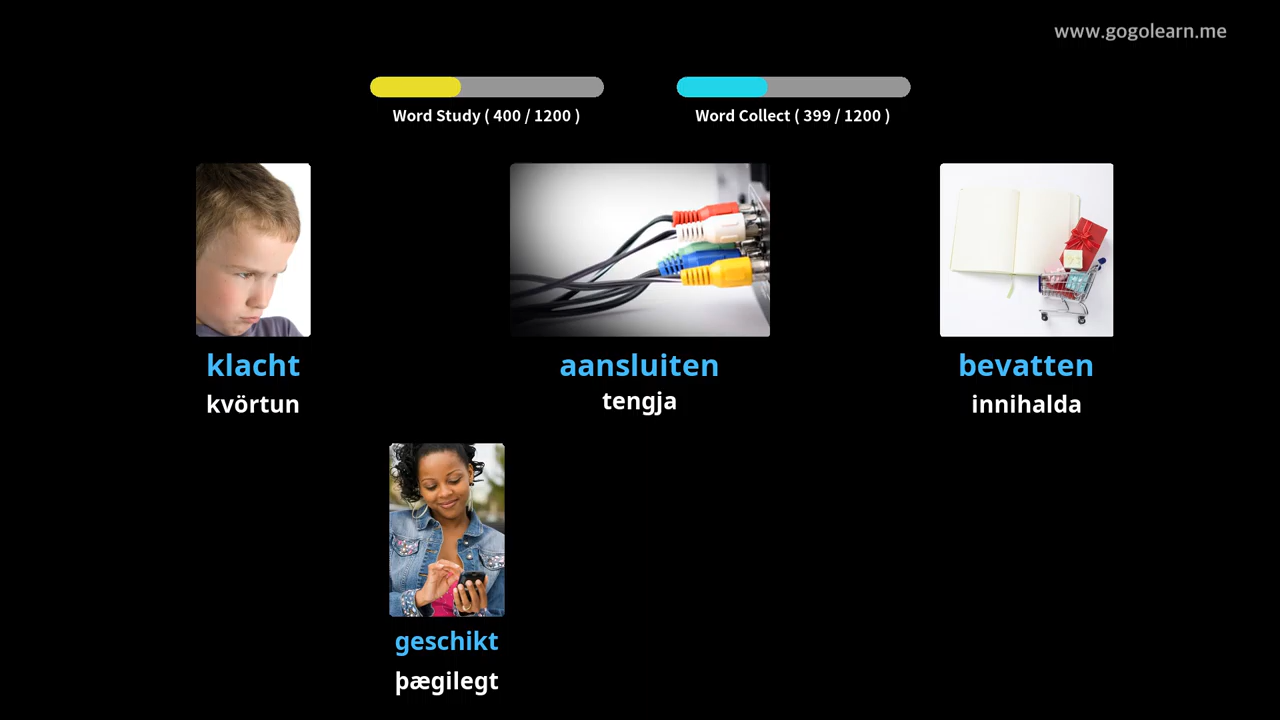 www.gogolearn.me
Word Study ( 400 / 1200 )
Word Collect ( 399 / 1200 )
klacht
kvörtun
aansluiten
tengja
bevatten
innihalda
geschikt
þægilegt